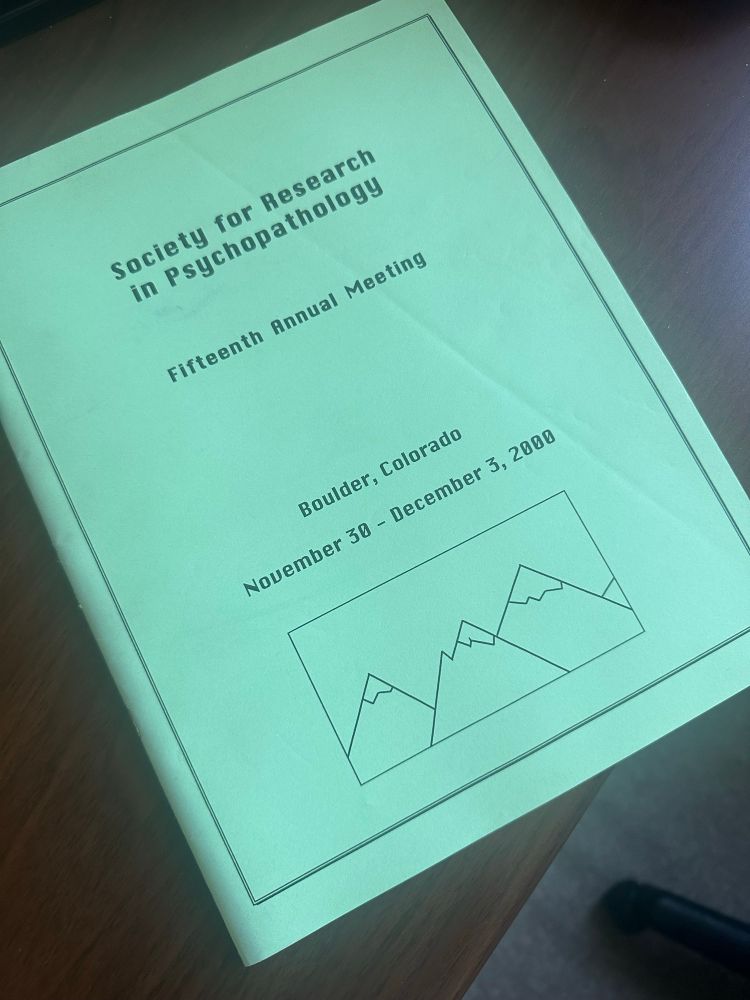 Society for Research
in Psychopathology
Fifteenth Annual Meeting
Boulder, Colorado
November 30 - December 3, 2000